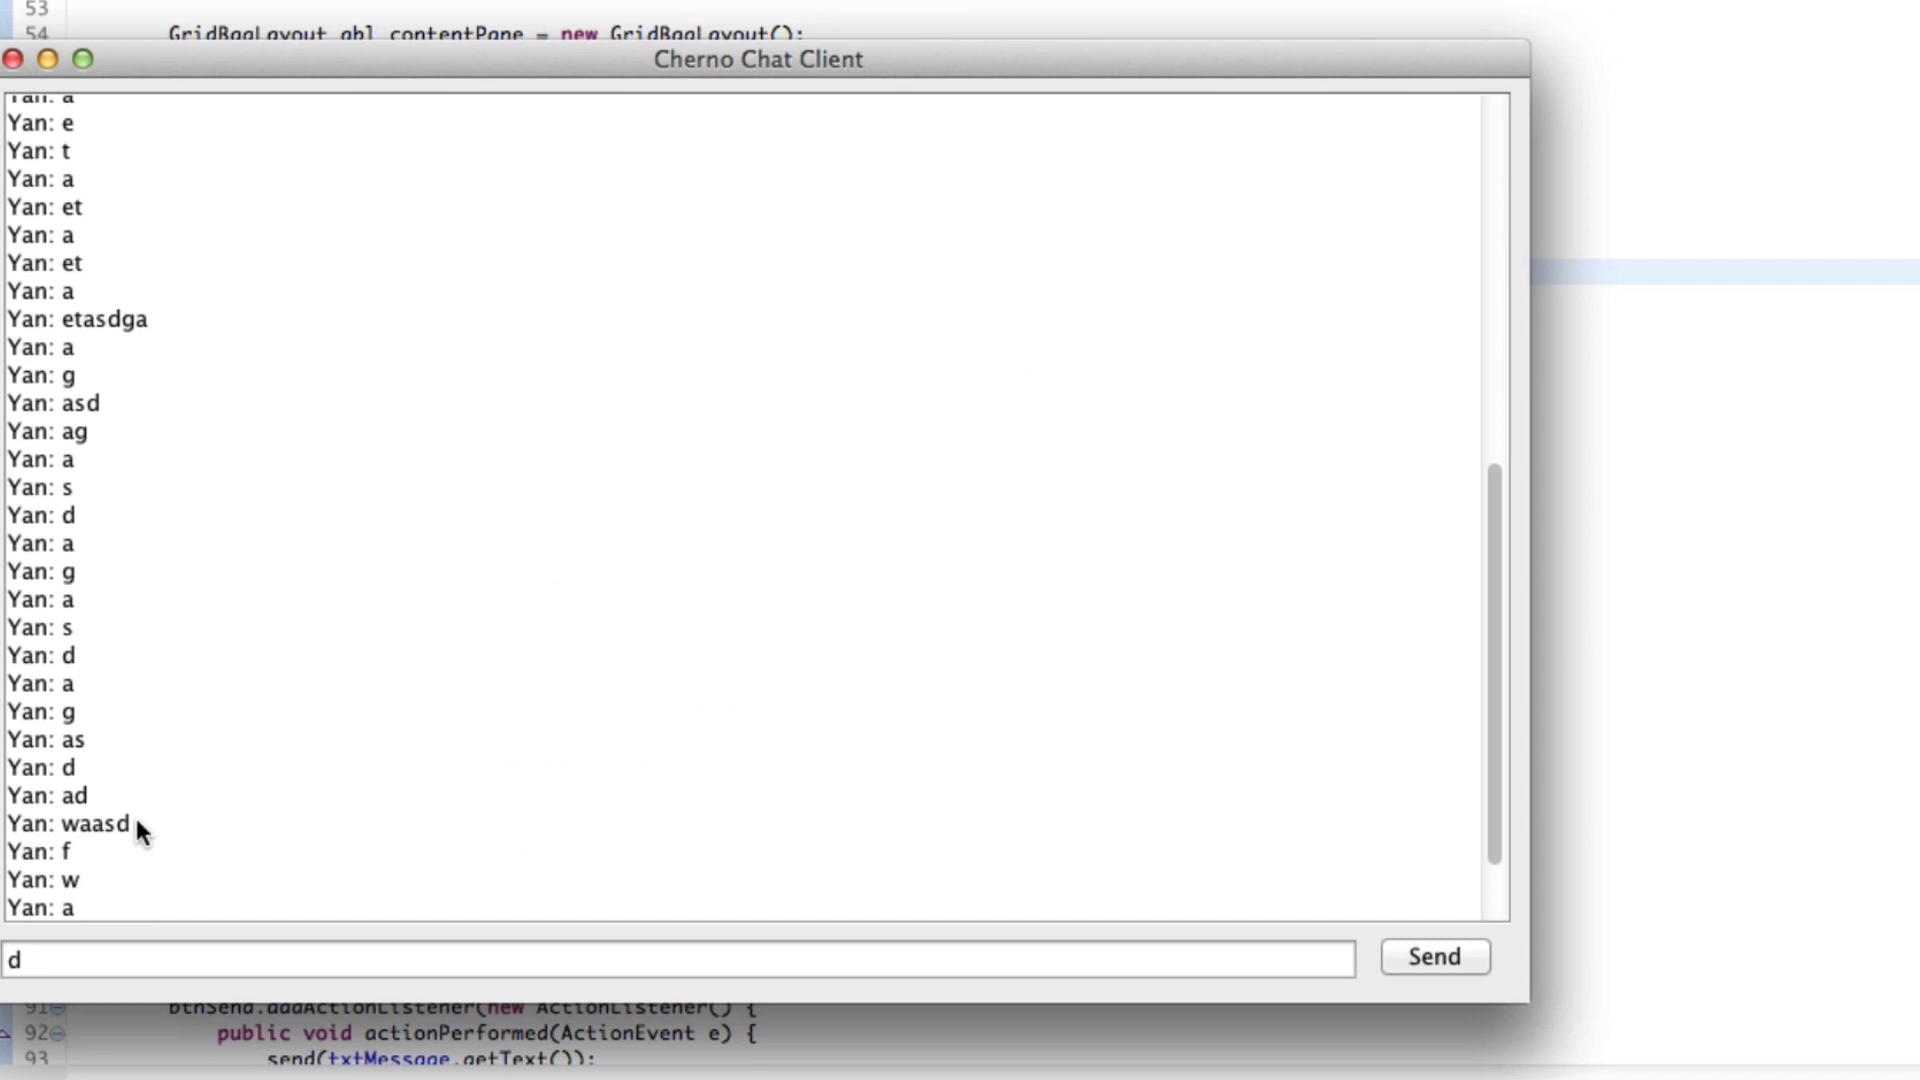 53
54 GridBagLayout gbl_contentPane = new GridBagLayout();
Cherno Chat Client
Yan: a
Yan: e
Yan: t
Yan: a
Yan: et
Yan: a
Yan: et
Yan: a
Yan: etasdga
Yan: a
Yan: g
Yan: asd
Yan: ag
Yan: a
Yan: s
Yan: d
Yan: a
Yan: g
Yan: a
Yan: s
Yan: d
Yan: a
Yan: g
Yan: as
Yan: d
Yan: ad
Yan: waasd
Yan: f
Yan: w
Yan: a
d
Send
91 btnSend.addActionListener(new ActionListener() {
92 public void actionPerformed(ActionEvent e) {
93 send(txtMessage.getText());